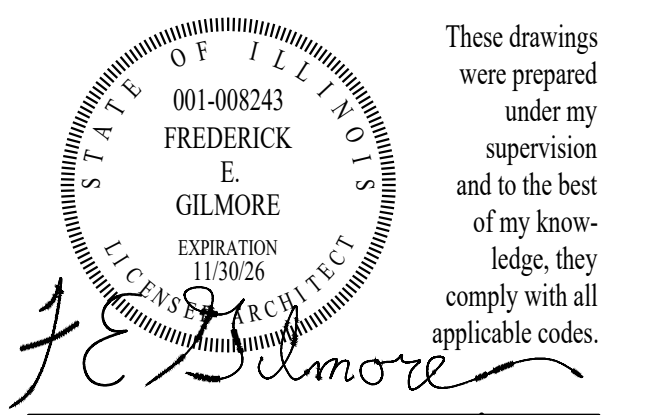 STATE OF ILLINOIS
001-008243
FREDERICK
E.
GILMORE
EXPIRATION
11/30/26
LICENSED ARCHITECT
F E Gilmore
These drawings
were prepared
under my
supervision
and to the best
of my know-
ledge, they
comply with all
applicable codes.